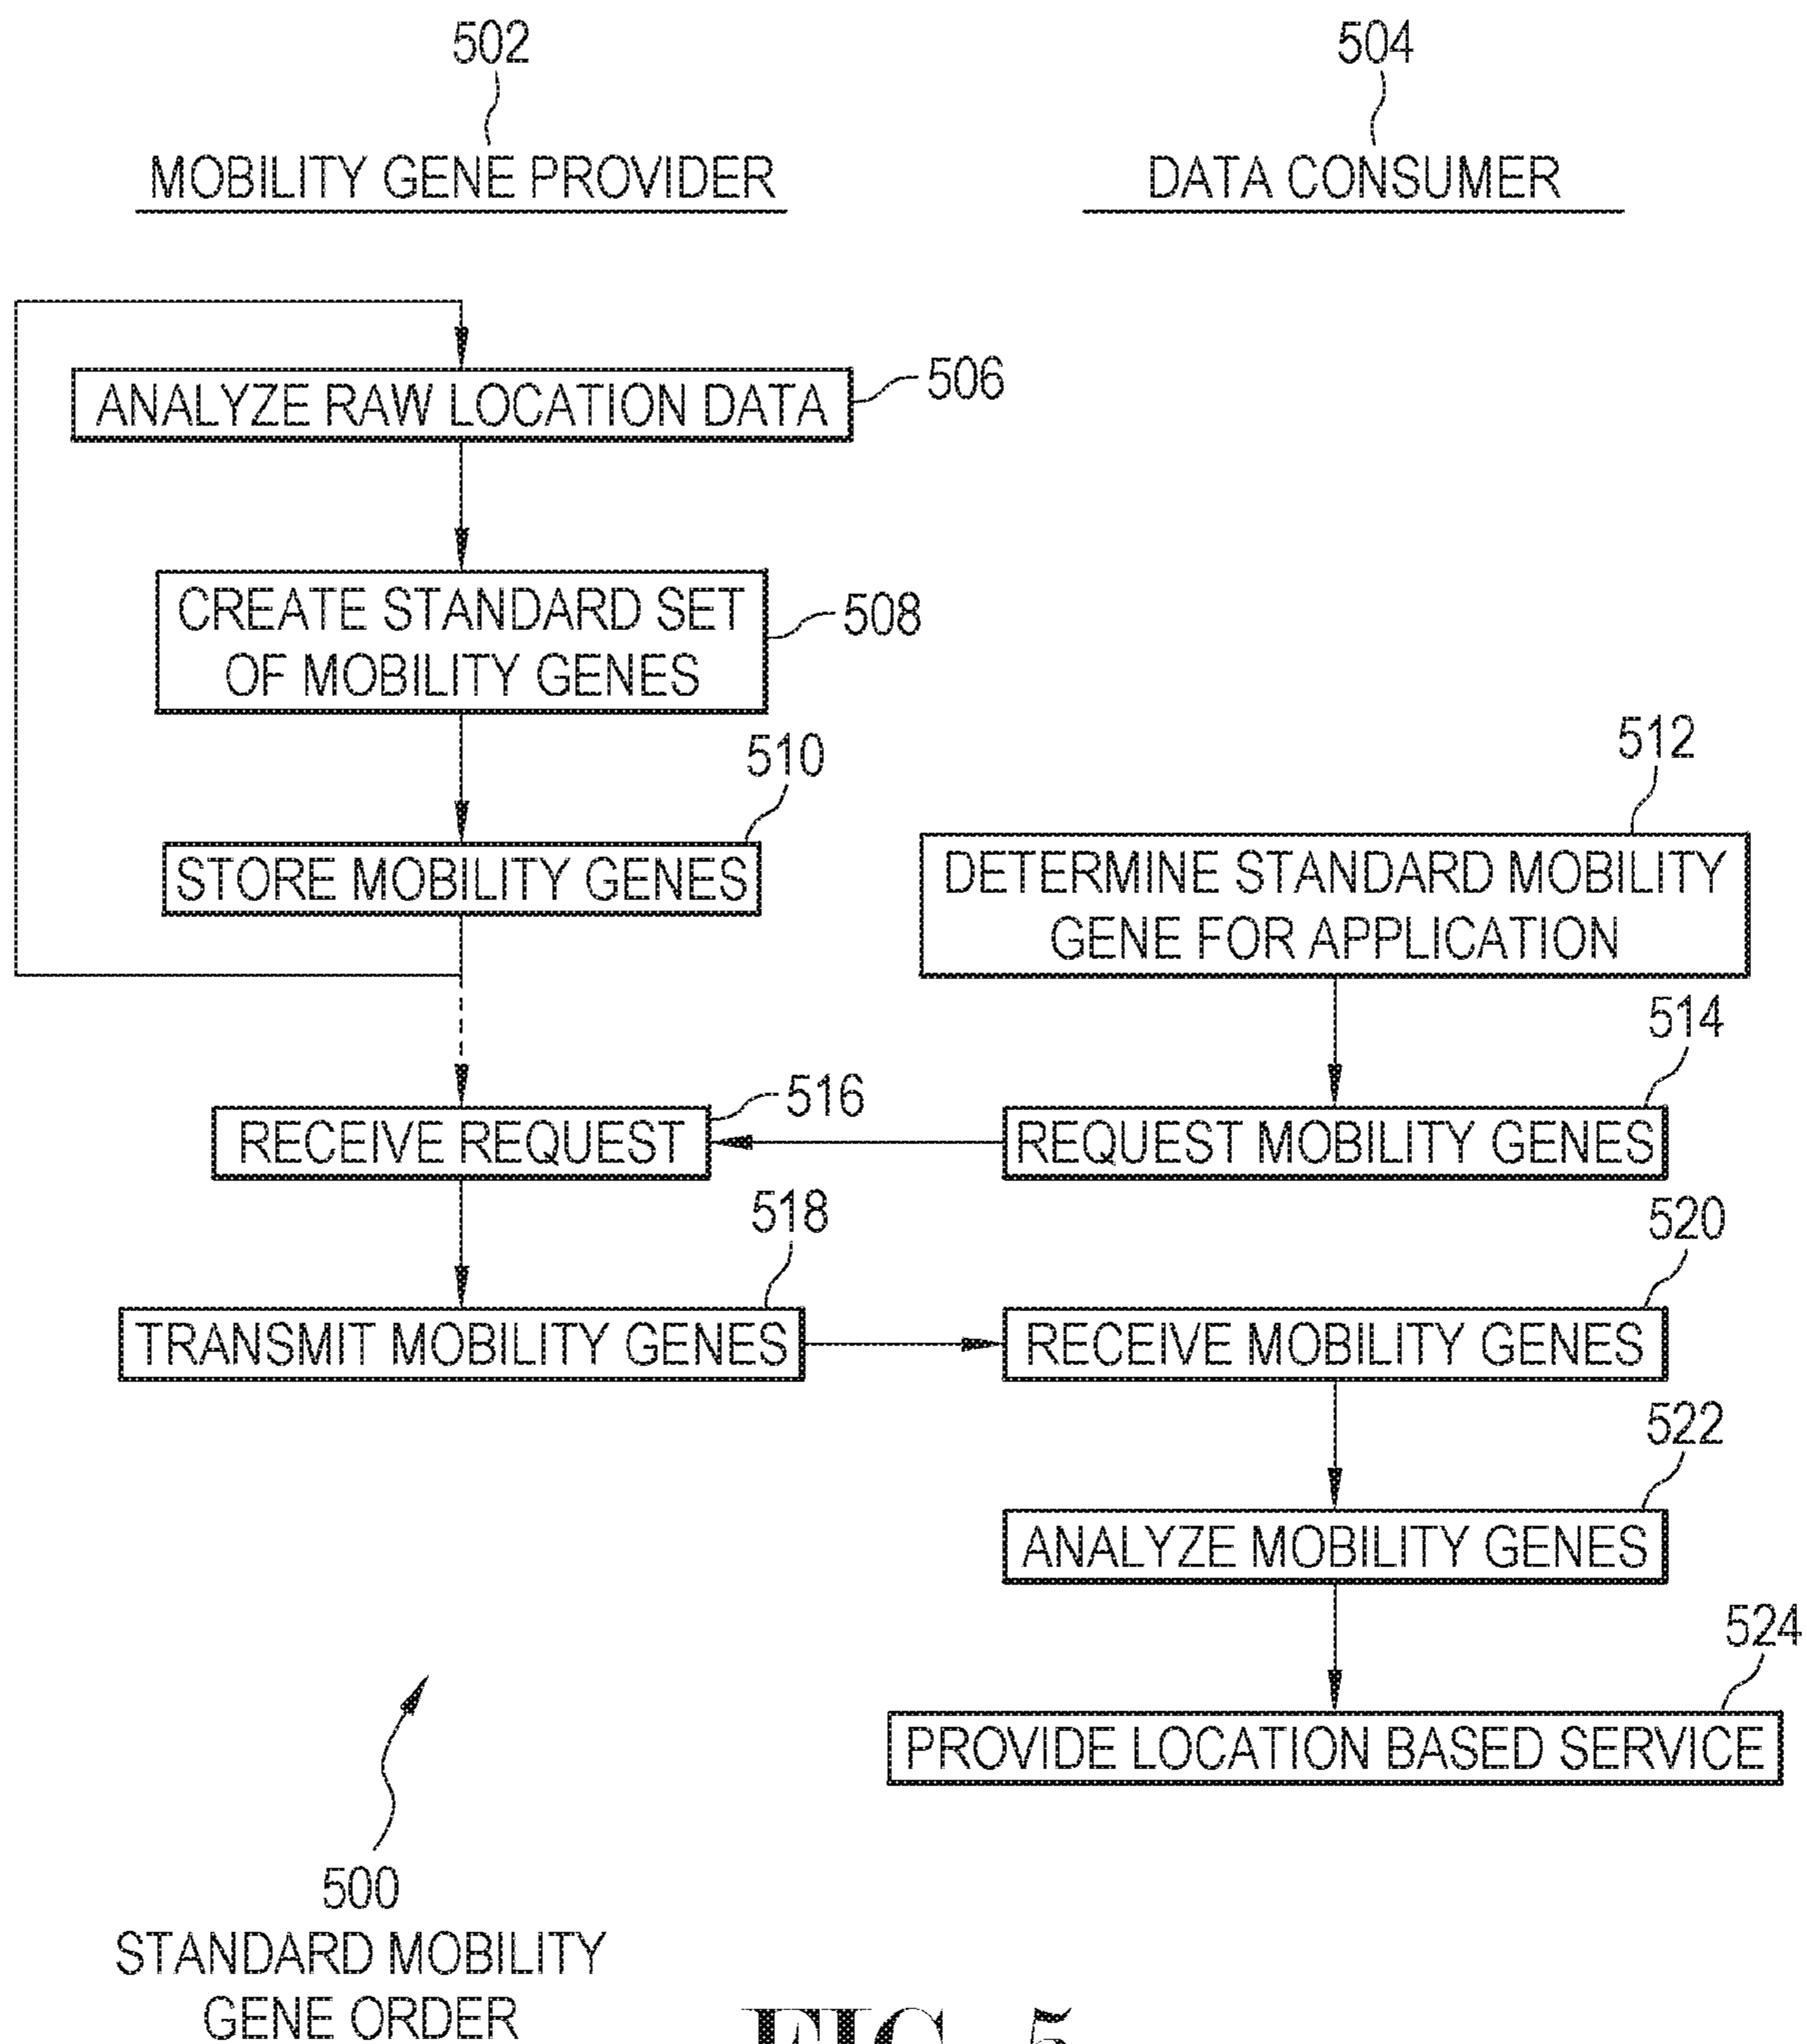 502
504
MOBILITY GENE PROVIDER
DATA CONSUMER
ANALYZE RAW LOCATION DATA
506
CREATE STANDARD SET
OF MOBILITY GENES
508
510
STORE MOBILITY GENES
512
DETERMINE STANDARD MOBILITY
GENE FOR APPLICATION
514
516
RECEIVE REQUEST
REQUEST MOBILITY GENES
518
520
TRANSMIT MOBILITY GENES
RECEIVE MOBILITY GENES
522
ANALYZE MOBILITY GENES
524
PROVIDE LOCATION BASED SERVICE
500
STANDARD MOBILITY
GENE ORDER
FIG. 5